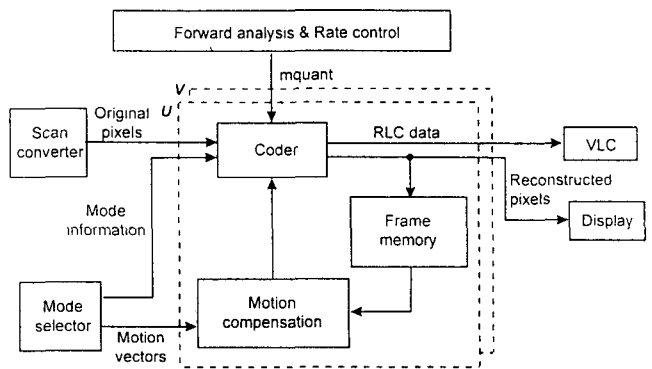 Forward analysis & Rate control
mquant
V
U
Original
pixels
Scan
converter
Coder
RLC data
VLC
Reconstructed
pixels
Display
Mode
information
Frame
memory
Mode
selector
Motion
compensation
Motion
vectors